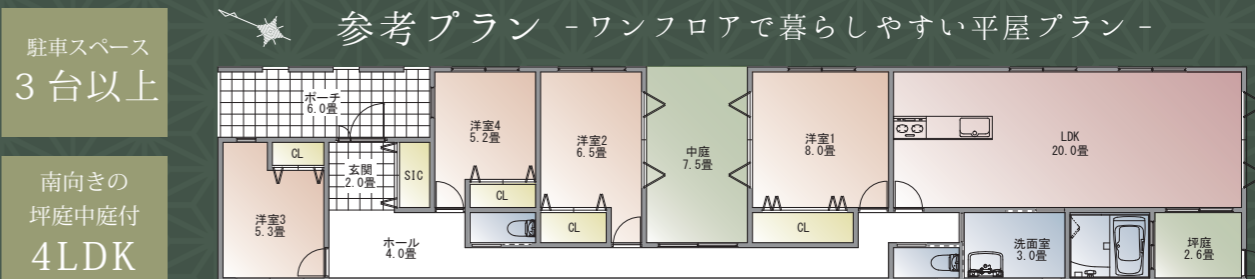 駐車スペース
3台以上
南向きの
坪庭中庭付
4LDK
参考プラン -ワンフロアで暮らしやすい平屋プラン-
ポーチ
6.0畳
洋室4
5.2畳
洋室2
6.5畳
中庭
7.5畳
洋室1
8.0畳
LDK
20.0畳
CL
玄関
2.0畳
SIC
CL
洋室3
5.3畳
CL
CL
ホール
4.0畳
洗面室
3.0畳
坪庭
2.6畳